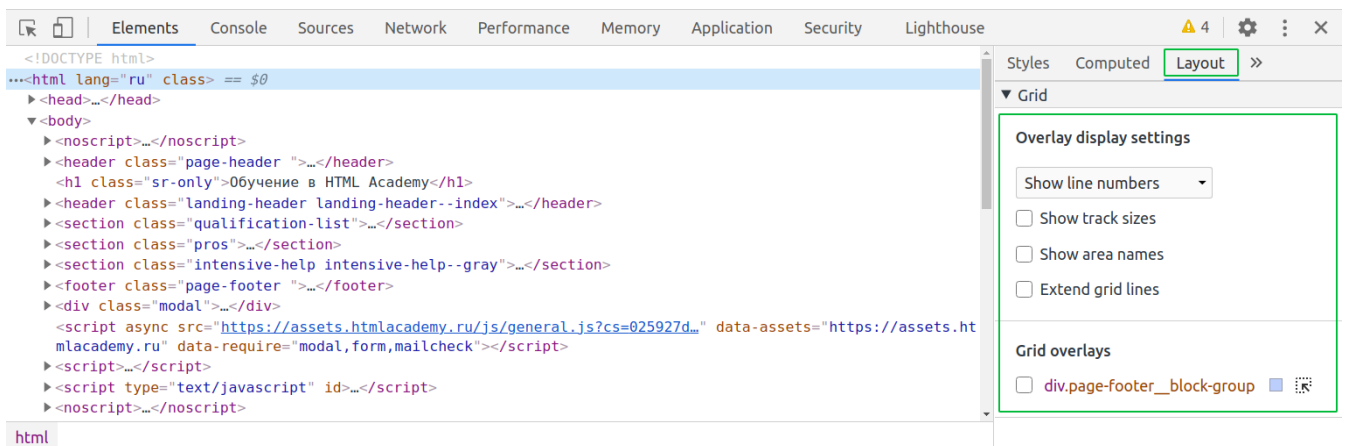 Elements Console Sources Network Performance Memory Application Security Lighthouse 4
<!DOCTYPE html>
…<html lang="ru" class> == $0
<head>…</head>
<body>
<noscript>…</noscript>
<header class="page-header ">…</header>
<h1 class="sr-only">Обучение в HTML Academy</h1>
<header class="landing-header landing-header--index">…</header>
<section class="qualification-list">…</section>
<section class="pros">…</section>
<section class="intensive-help intensive-help--gray">…</section>
<footer class="page-footer ">…</footer>
<div class="modal">…</div>
<script async src="https://assets.htmlacademy.ru/js/general.js?cs=025927d…" data-assets="https://assets.ht
mlacademy.ru" data-require="modal,form,mailcheck"></script>
<script>…</script>
<script type="text/javascript" id>…</script>
<noscript>…</noscript>
html
Styles Computed Layout »
Grid
Overlay display settings
Show line numbers
Show track sizes
Show area names
Extend grid lines
Grid overlays
div.page-footer__block-group